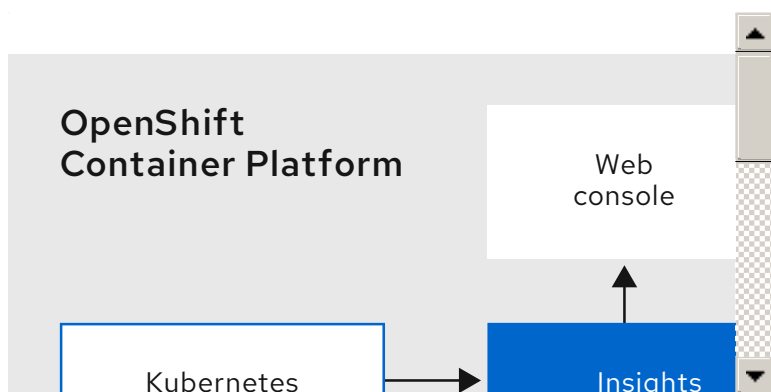 OpenShift
Container Platform
Web
console
Kubernetes
Insights